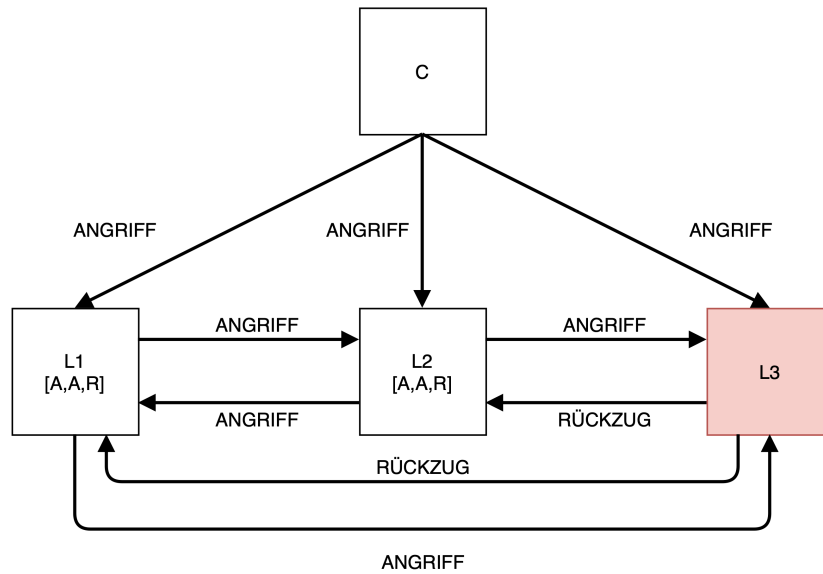 C
ANGRIFF
ANGRIFF
ANGRIFF
ANGRIFF
ANGRIFF
L1
[A,A,R]
L2
[A,A,R]
L3
ANGRIFF
RÜCKZUG
RÜCKZUG
ANGRIFF